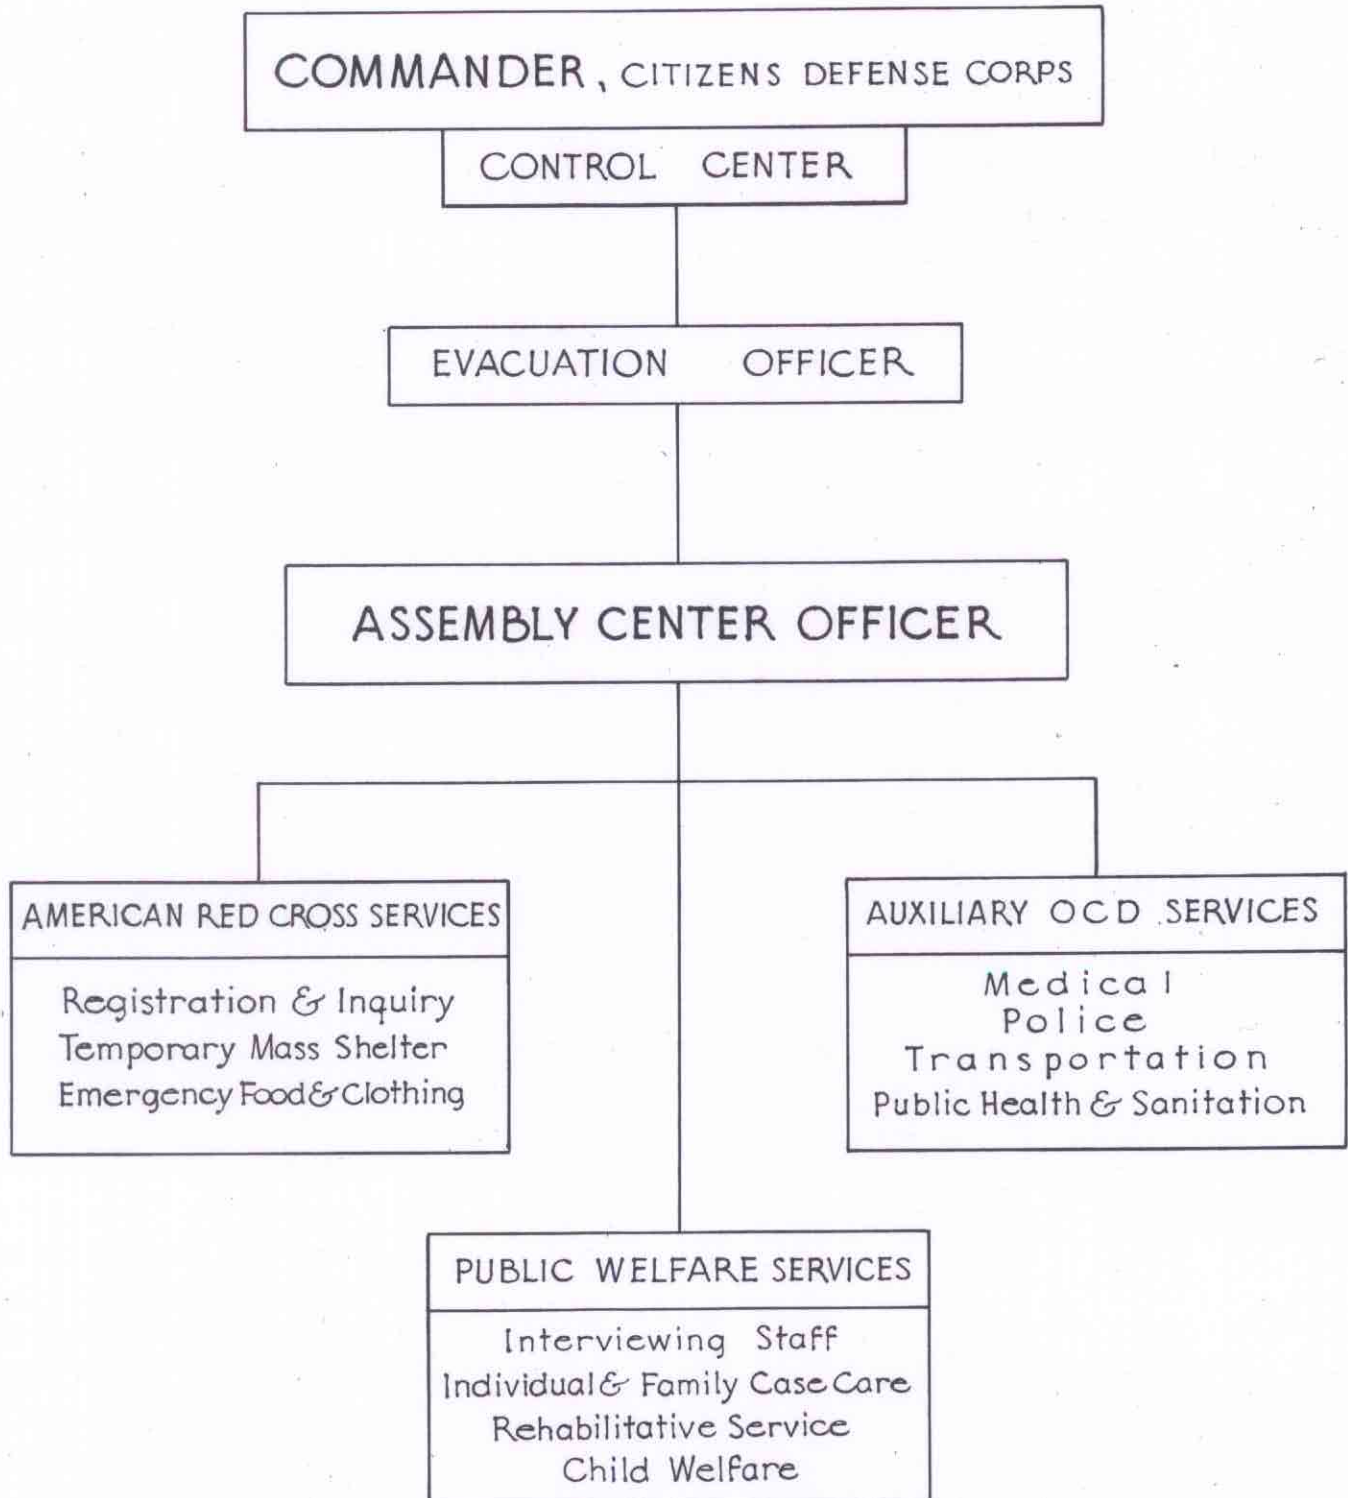 COMMANDER, CITIZENS DEFENSE CORPS
CONTROL CENTER
EVACUATION OFFICER
ASSEMBLY CENTER OFFICER
AMERICAN RED CROSS SERVICES
Registration & Inquiry
Temporary Mass Shelter
Emergency Food & Clothing
AUXILIARY OCD SERVICES
Medical
Police
Transportation
Public Health & Sanitation
PUBLIC WELFARE SERVICES
Interviewing Staff
Individual & Family Case Care
Rehabilitative Service
Child Welfare